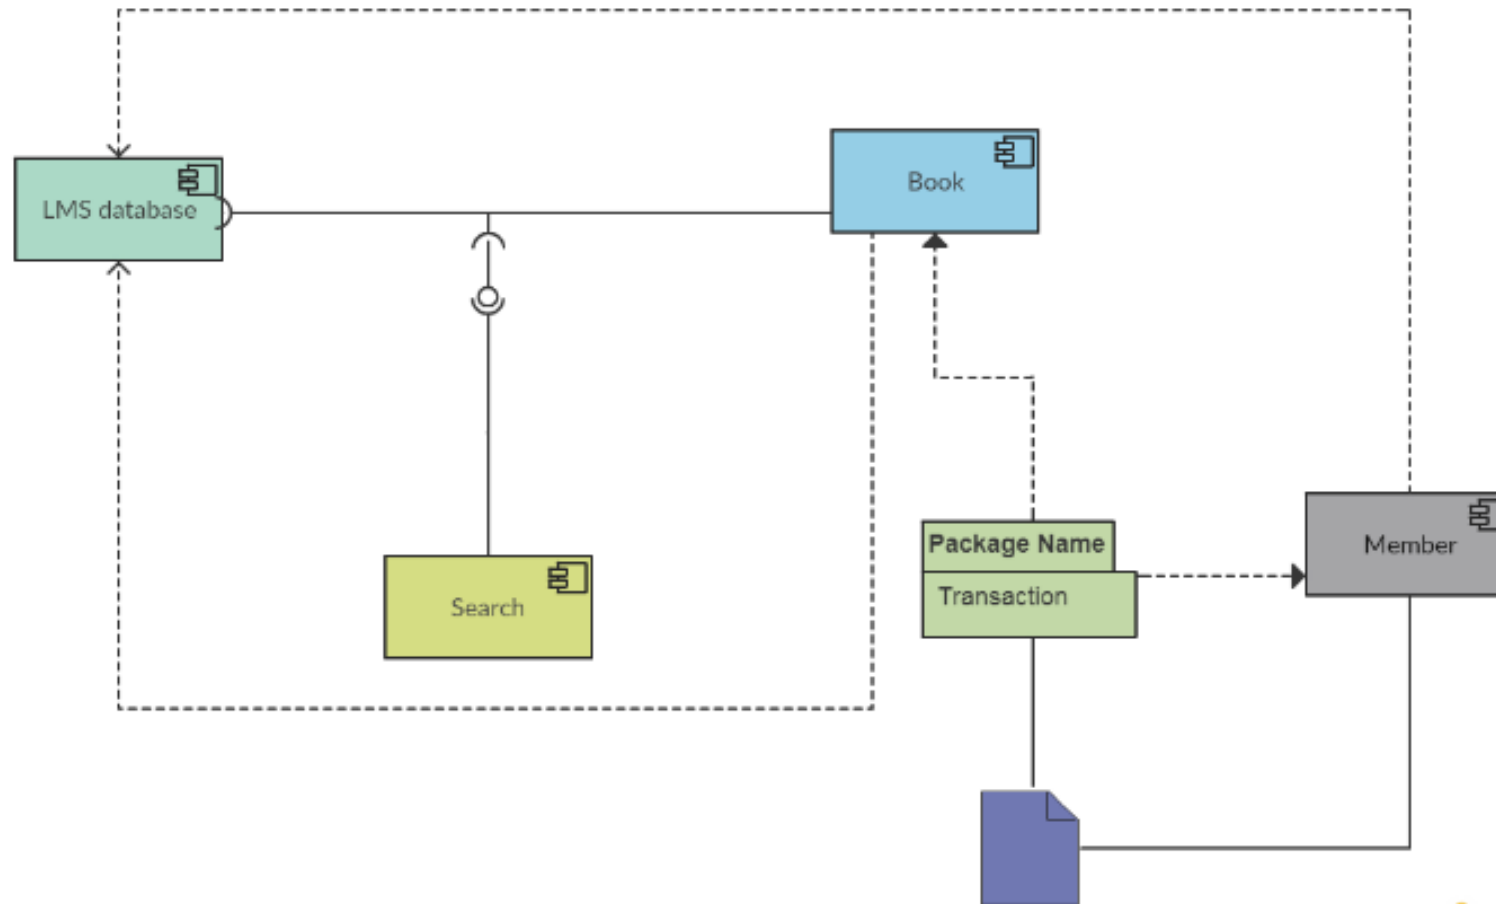 Book
LMS database
Package Name
Member
Transaction
Search